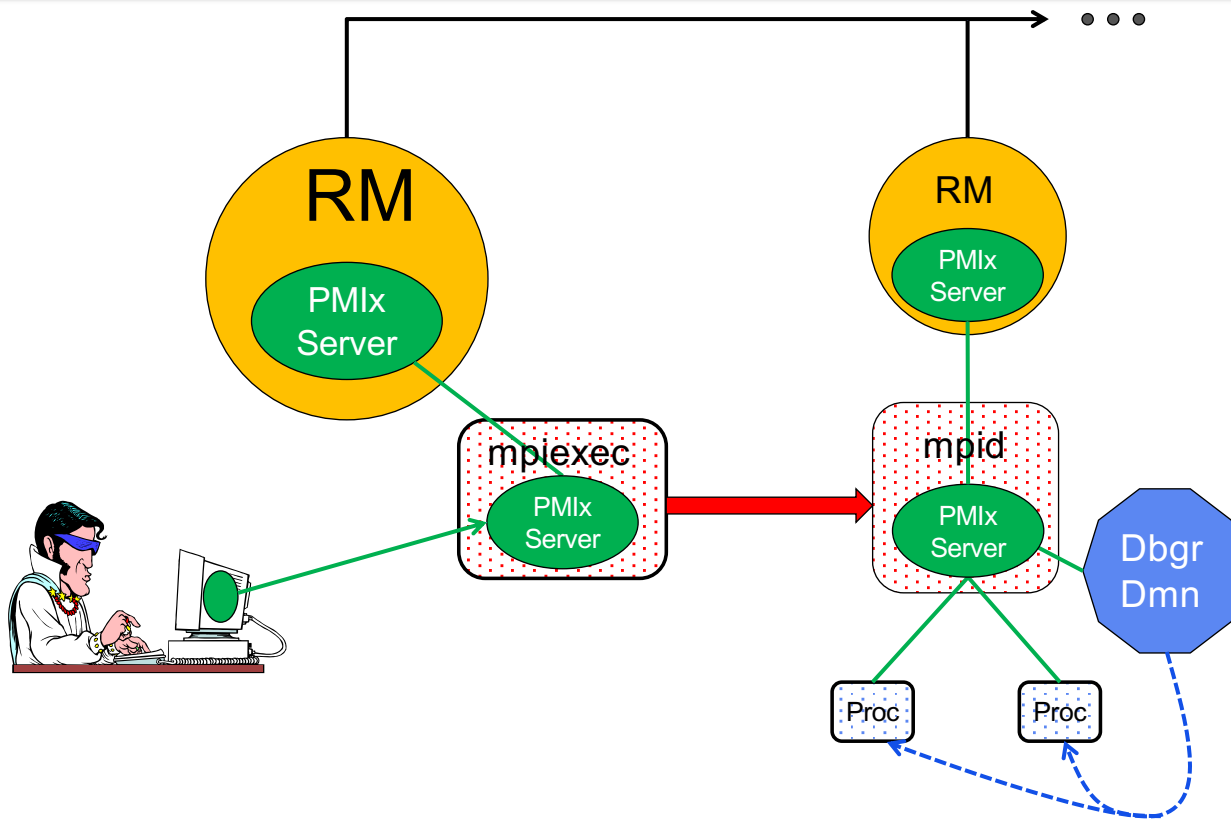 RM
PMIx
Server
RM
PMIx
Server
mpiexec
PMIx
Server
mpid
PMIx
Server
Dbgr
Dmn
Proc
Proc